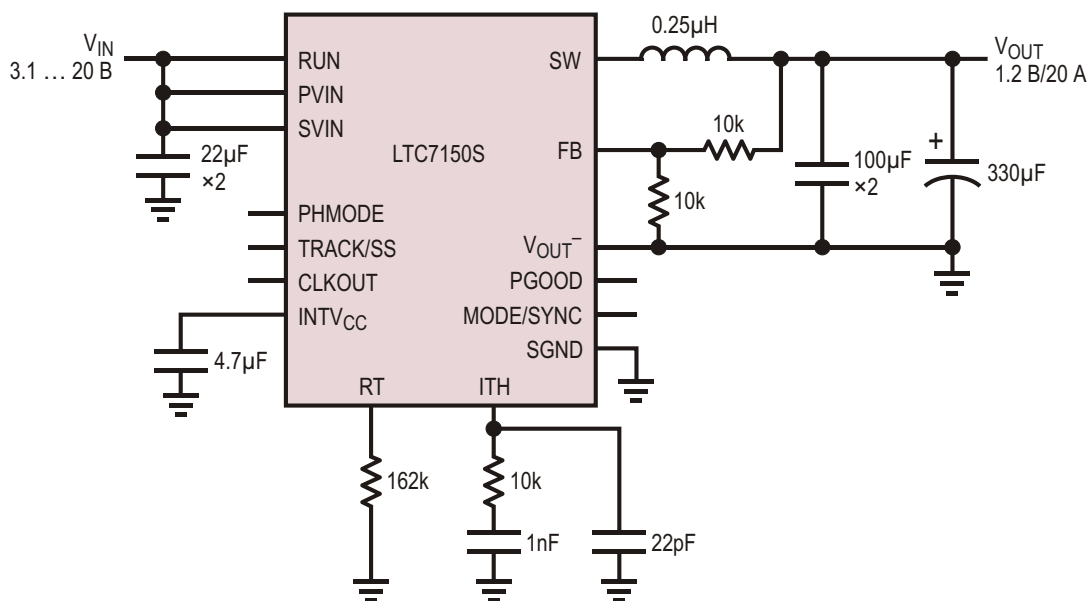 V_IN
3.1 … 20 В
RUN
PVIN
SVIN
22µF
×2
PHMODE
TRACK/SS
CLKOUT
INTV_CC
4.7µF
LTC7150S
RT
162k
ITH
10k
1nF
22pF
SW
FB
V_OUT⁻
PGOOD
MODE/SYNC
SGND
0.25µH
10k
10k
100µF
×2
+
330µF
V_OUT
1.2 В/20 A